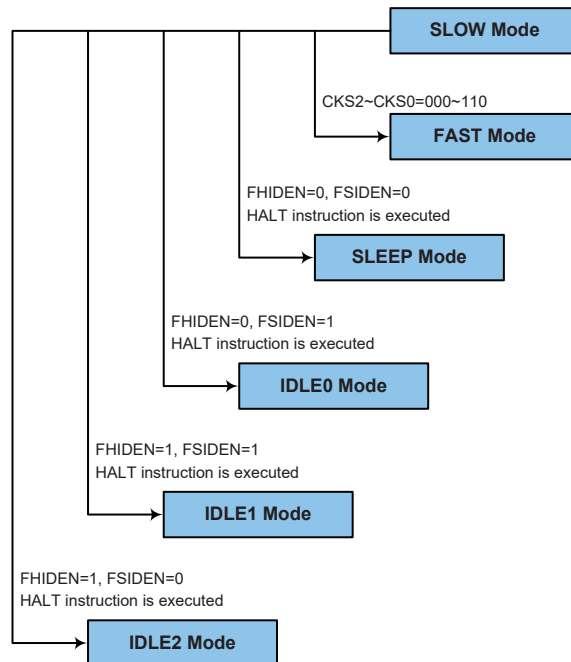 SLOW Mode
CKS2~CKS0=000~110
FAST Mode
FHIDEN=0, FSIDEN=0
HALT instruction is executed
SLEEP Mode
FHIDEN=0, FSIDEN=1
HALT instruction is executed
IDLE0 Mode
FHIDEN=1, FSIDEN=1
HALT instruction is executed
IDLE1 Mode
FHIDEN=1, FSIDEN=0
HALT instruction is executed
IDLE2 Mode